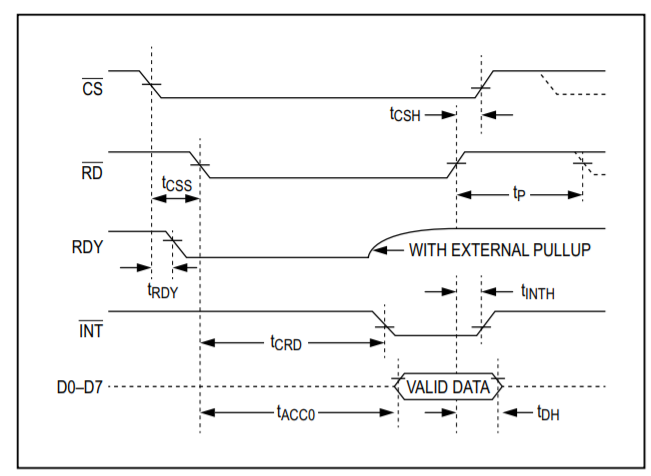 CS
tCSH
RD
tCSS
tP
RDY
WITH EXTERNAL PULLUP
tRDY
tINTH
INT
tCRD
D0–D7
VALID DATA
tACC0
tDH